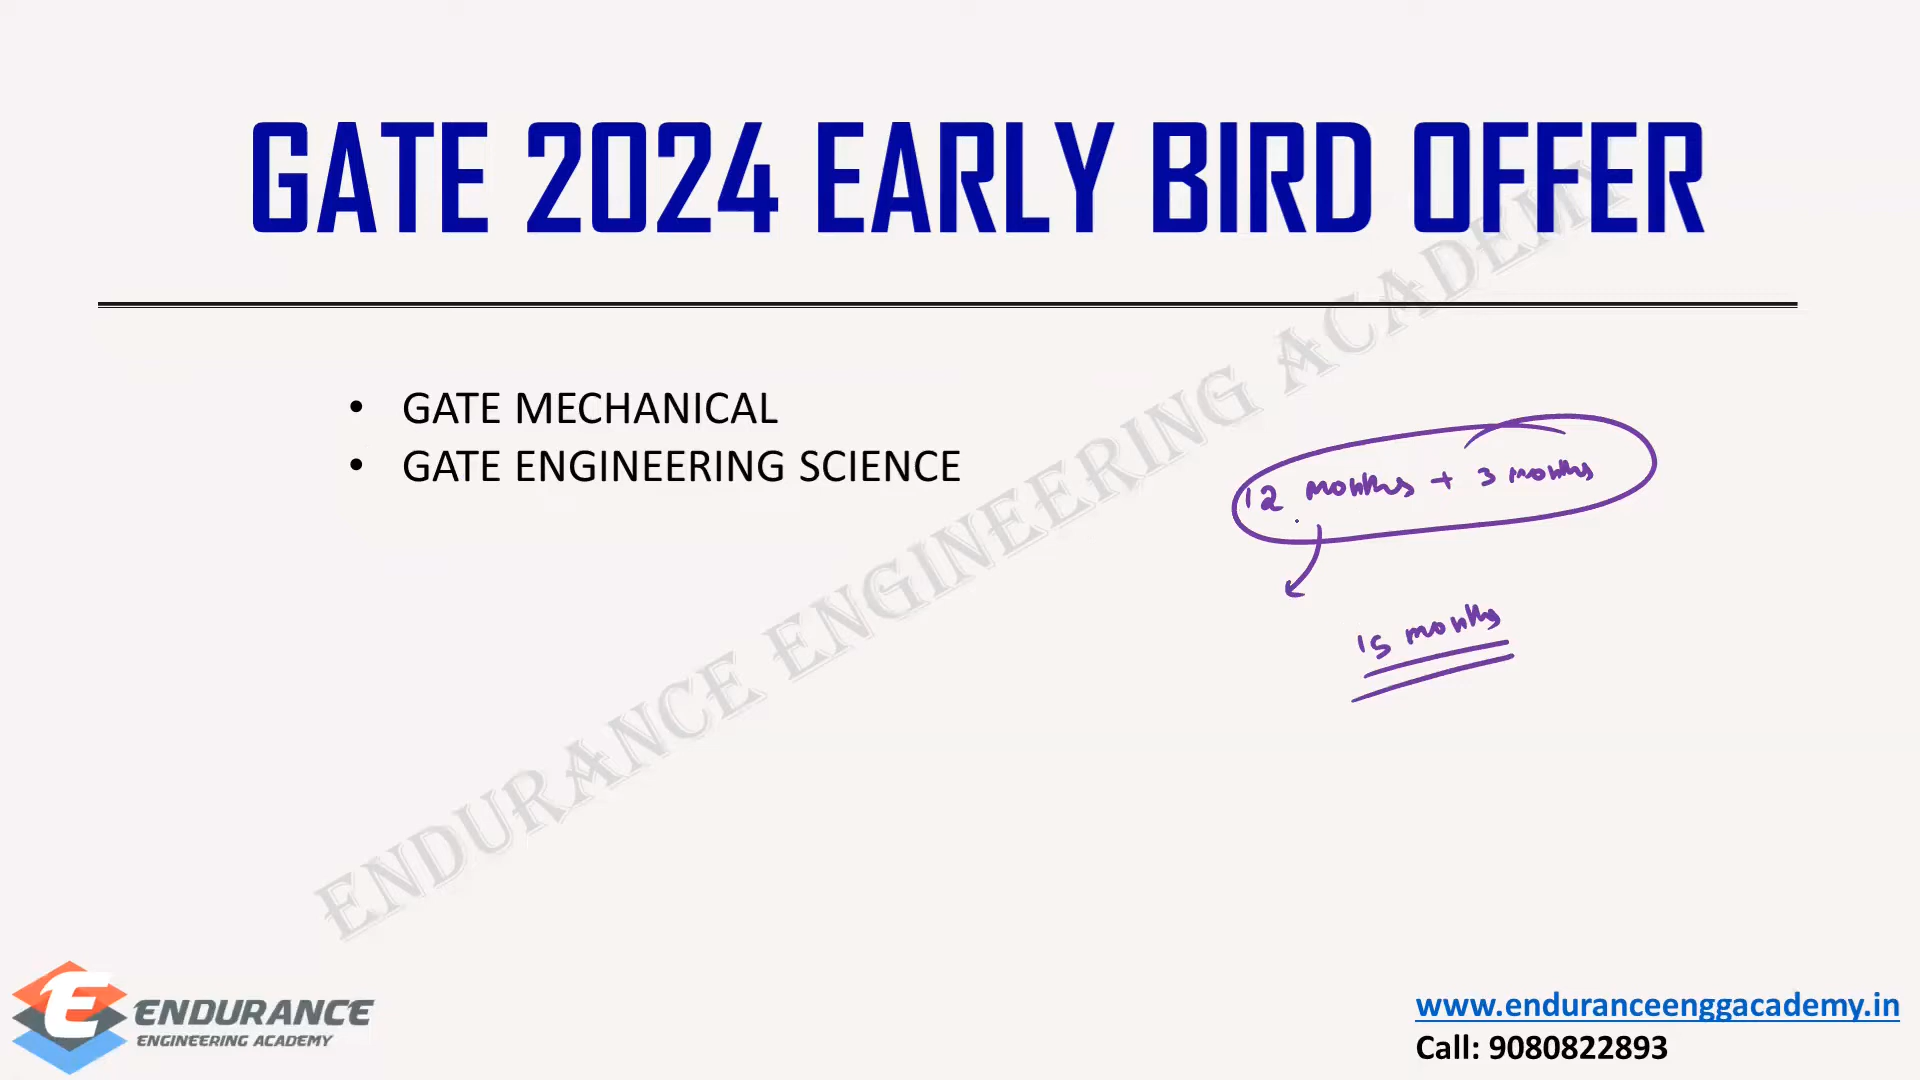 GATE 2024 EARLY BIRD OFFER
• GATE MECHANICAL
• GATE ENGINEERING SCIENCE
12 months + 3 months
15 months
ENDURANCE ENGINEERING ACADEMY
E ENDURANCE
ENGINEERING ACADEMY
www.enduranceenggacademy.in
Call: 9080822893